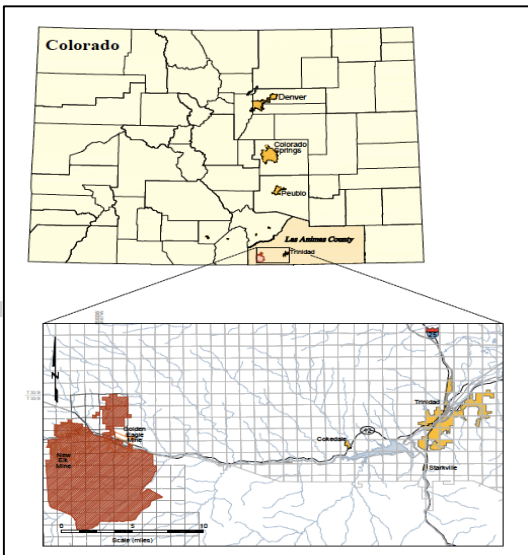 Colorado
Denver
Colorado
Springs
Peublo
Las Animas County
Trinidad
N
25
Trinidad
Golden
Eagle
Mine
Cokedale
New
Elk
Mine
Starkville
0 5 10
Scale (miles)